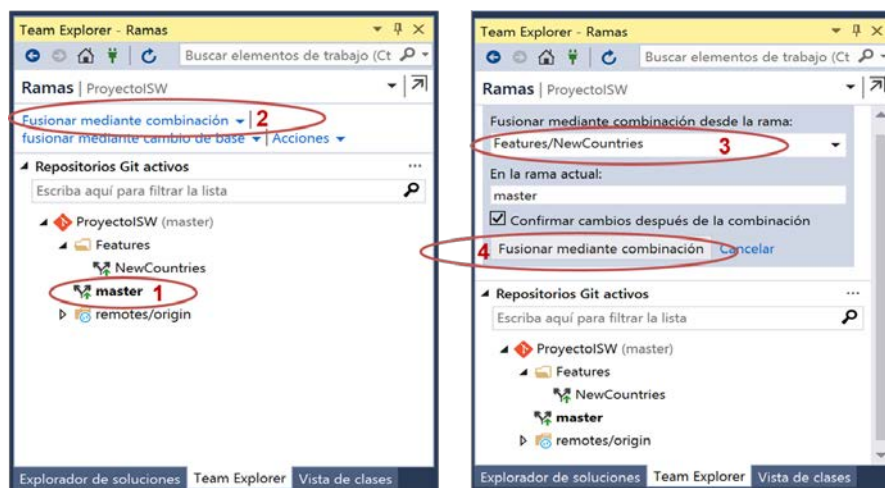 Team Explorer - Ramas
Buscar elementos de trabajo (Ct
Ramas | ProyectoISW
Fusionar mediante combinación 2
fusionar mediante cambio de base Acciones
Repositorios Git activos
Escriba aquí para filtrar la lista
ProyectoISW (master)
Features
NewCountries
master 1
remotes/origin
Explorador de soluciones Team Explorer Vista de clases
Team Explorer - Ramas
Buscar elementos de trabajo (Ct
Ramas | ProyectoISW
Fusionar mediante combinación desde la rama:
Features/NewCountries 3
En la rama actual:
master
Confirmar cambios después de la combinación
4 Fusionar mediante combinación Cancelar
Repositorios Git activos
Escriba aquí para filtrar la lista
ProyectoISW (master)
Features
NewCountries
master
remotes/origin
Explorador de soluciones Team Explorer Vista de clases